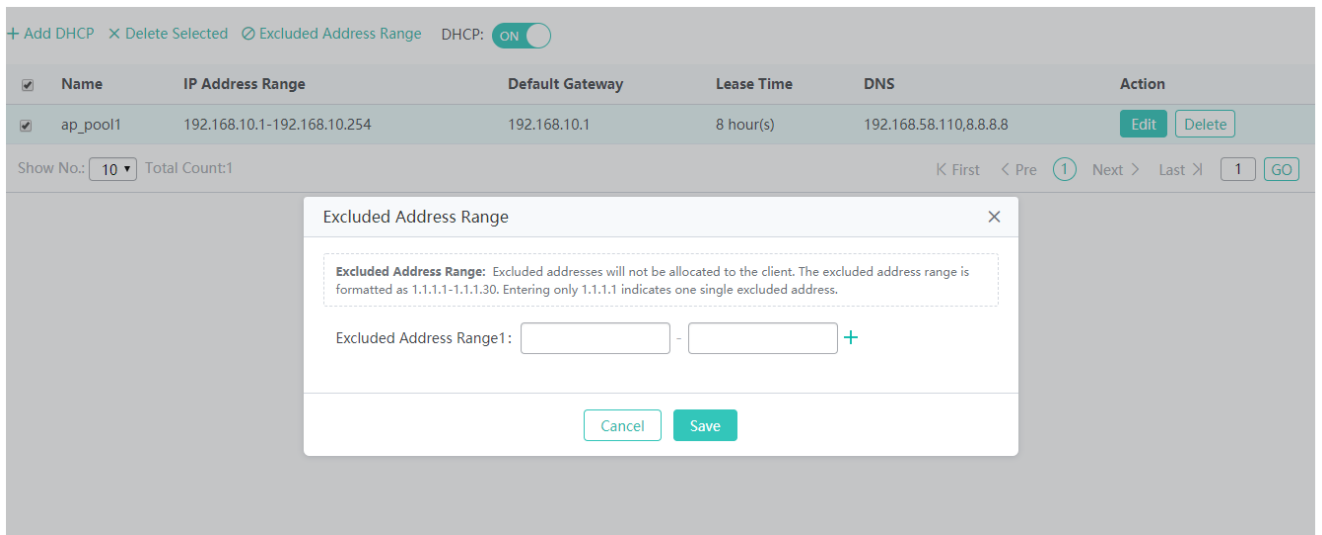 + Add DHCP × Delete Selected Excluded Address Range DHCP: ON
Name IP Address Range Default Gateway Lease Time DNS Action
ap_pool1 192.168.10.1-192.168.10.254 192.168.10.1 8 hour(s) 192.168.58.110,8.8.8.8 Edit Delete
Show No.: 10 Total Count:1 First < Pre 1 Next > Last 1 GO
Excluded Address Range ×
Excluded Address Range: Excluded addresses will not be allocated to the client. The excluded address range is
formatted as 1.1.1.1-1.1.1.30. Entering only 1.1.1.1 indicates one single excluded address.
Excluded Address Range1: - +
Cancel Save